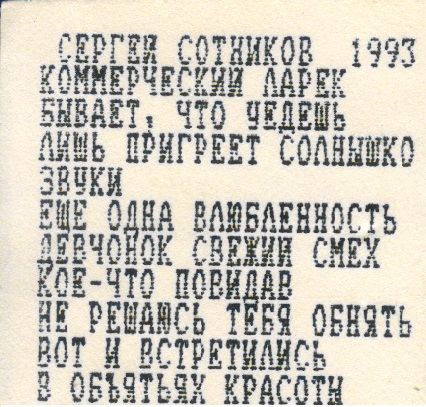 СЕРГЕЙ СОТНИКОВ 1993
КОММЕРЧЕСКИЙ ЛАРЕК
БЫВАЕТ, ЧТО УЕДЕШЬ
ЛИШЬ ПРИГРЕЕТ СОЛНЫШКО
ЗВУКИ
ЕЩЕ ОДНА ВЛЮБЛЕННОСТЬ
ДЕВЧОНОК СВЕЖИЙ СМЕХ
КОЕ-ЧТО ПОВИДАВ
НЕ РЕШАЮСЬ ТЕБЯ ОБНЯТЬ
ВОТ И ВСТРЕТИЛИСЬ
В ОБЪЯТЬЯХ КРАСОТЫ